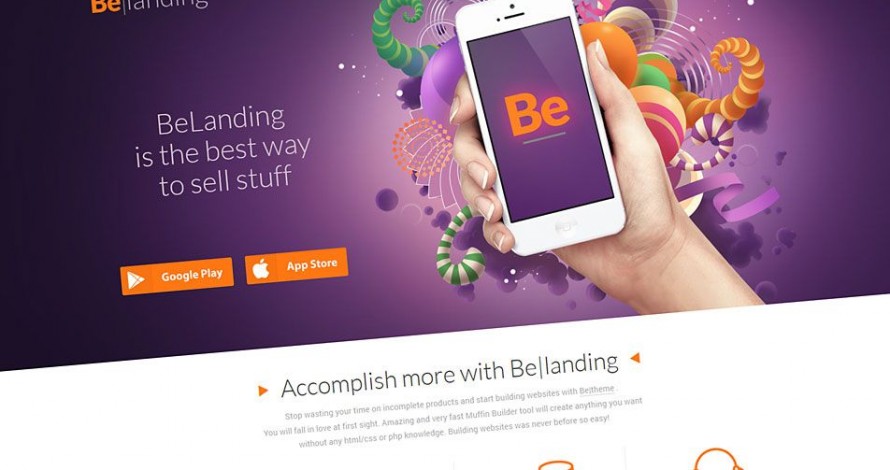 Be|landing
BeLanding
is the best way
to sell stuff
Be
Google Play
App Store
Accomplish more with Be|landing
Stop wasting your time on incomplete products and start building websites with Be|theme .
You will fall in love at first sight. Amazing and very fast Muffin Builder tool will create anything you want
without any html/css or php knowledge. Building websites was never before so easy!